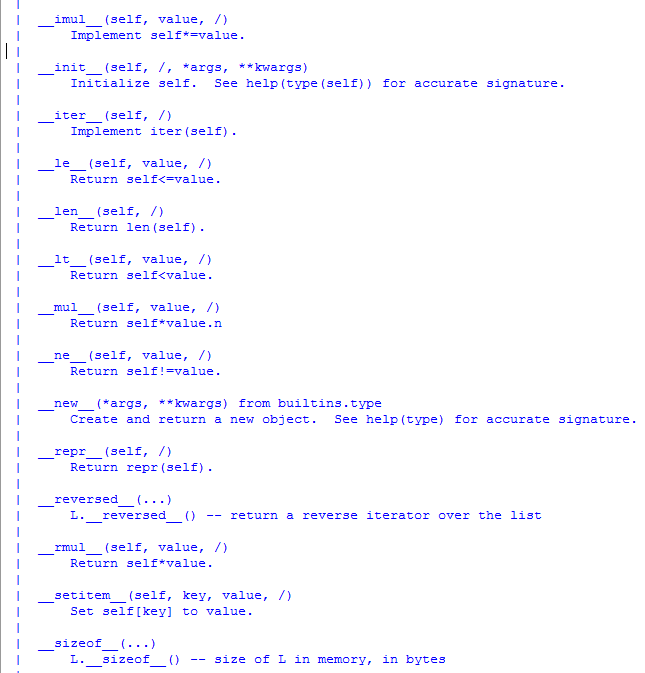 |
|  __imul__(self, value, /)
|      Implement self*=value.
|
|  __init__(self, /, *args, **kwargs)
|      Initialize self.  See help(type(self)) for accurate signature.
|
|  __iter__(self, /)
|      Implement iter(self).
|
|  __le__(self, value, /)
|      Return self<=value.
|
|  __len__(self, /)
|      Return len(self).
|
|  __lt__(self, value, /)
|      Return self<value.
|
|  __mul__(self, value, /)
|      Return self*value.n
|
|  __ne__(self, value, /)
|      Return self!=value.
|
|  __new__(*args, **kwargs) from builtins.type
|      Create and return a new object.  See help(type) for accurate signature.
|
|  __repr__(self, /)
|      Return repr(self).
|
|  __reversed__(...)
|      L.__reversed__() -- return a reverse iterator over the list
|
|  __rmul__(self, value, /)
|      Return self*value.
|
|  __setitem__(self, key, value, /)
|      Set self[key] to value.
|
|  __sizeof__(...)
|      L.__sizeof__() -- size of L in memory, in bytes
|